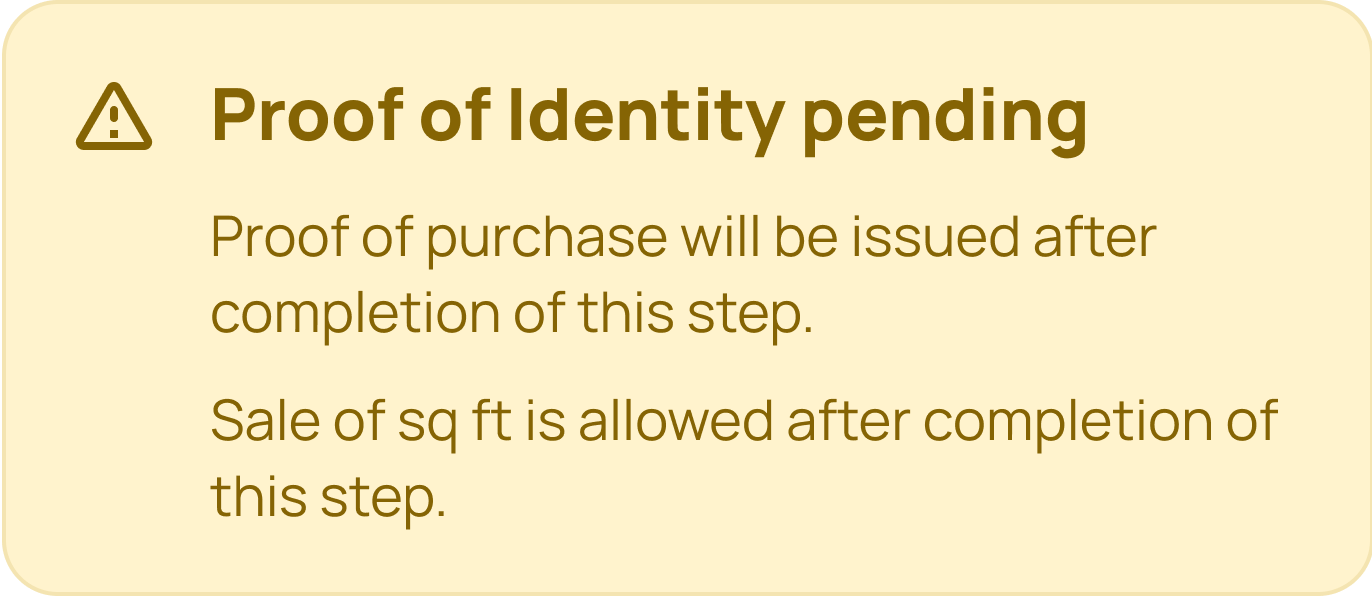 Proof of Identity pending
Proof of purchase will be issued after
completion of this step.
Sale of sq ft is allowed after completion of
this step.